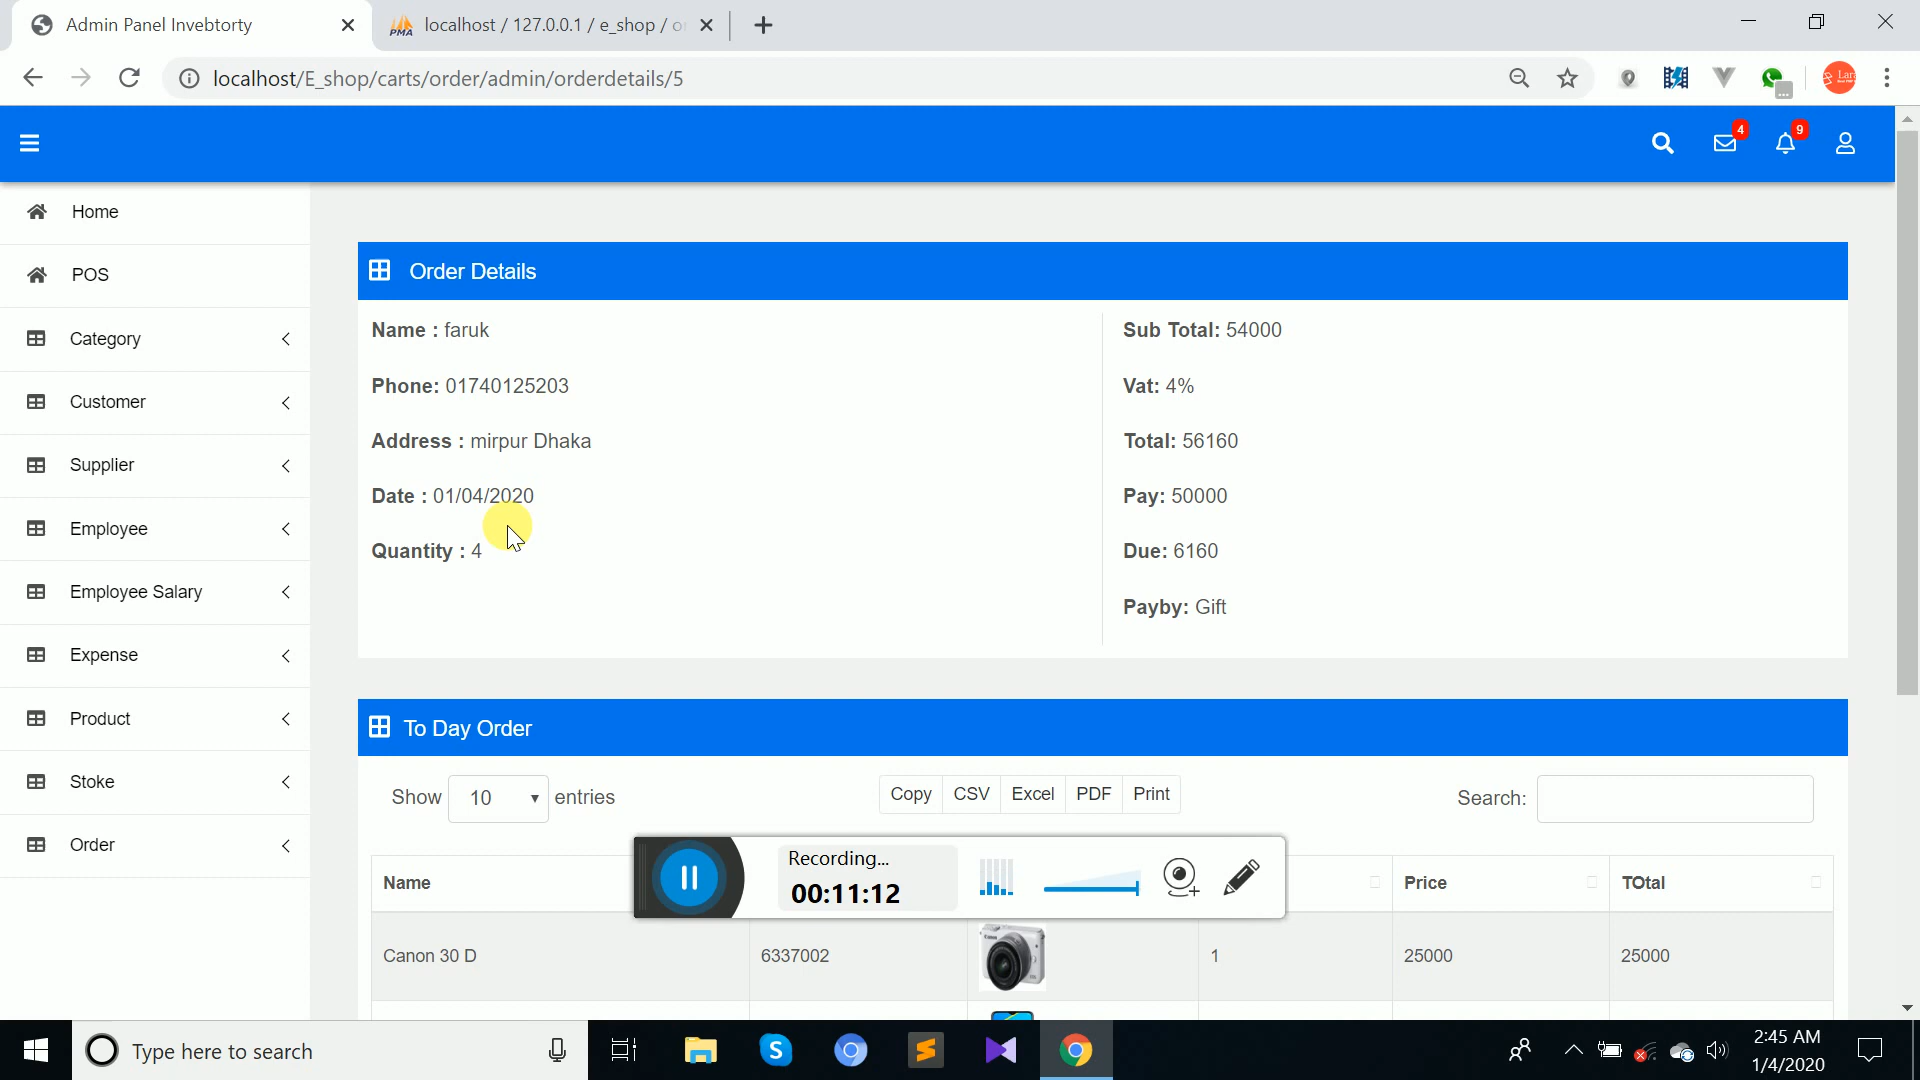 Admin Panel Invebtorty
localhost / 127.0.0.1 / e_shop / o
localhost/E_shop/carts/order/admin/orderdetails/5
4
9
Home
POS
Category
Customer
Supplier
Employee
Employee Salary
Expense
Product
Stoke
Order
Order Details
Name : faruk
Phone: 01740125203
Address : mirpur Dhaka
Date : 01/04/2020
Quantity : 4
Sub Total: 54000
Vat: 4%
Total: 56160
Pay: 50000
Due: 6160
Payby: Gift
To Day Order
Show 10 entries
Copy CSV Excel PDF Print
Search:
Recording...
00:11:12
Name Price TOtal
Canon 30 D 6337002 1 25000 25000
Type here to search
2:45 AM
1/4/2020